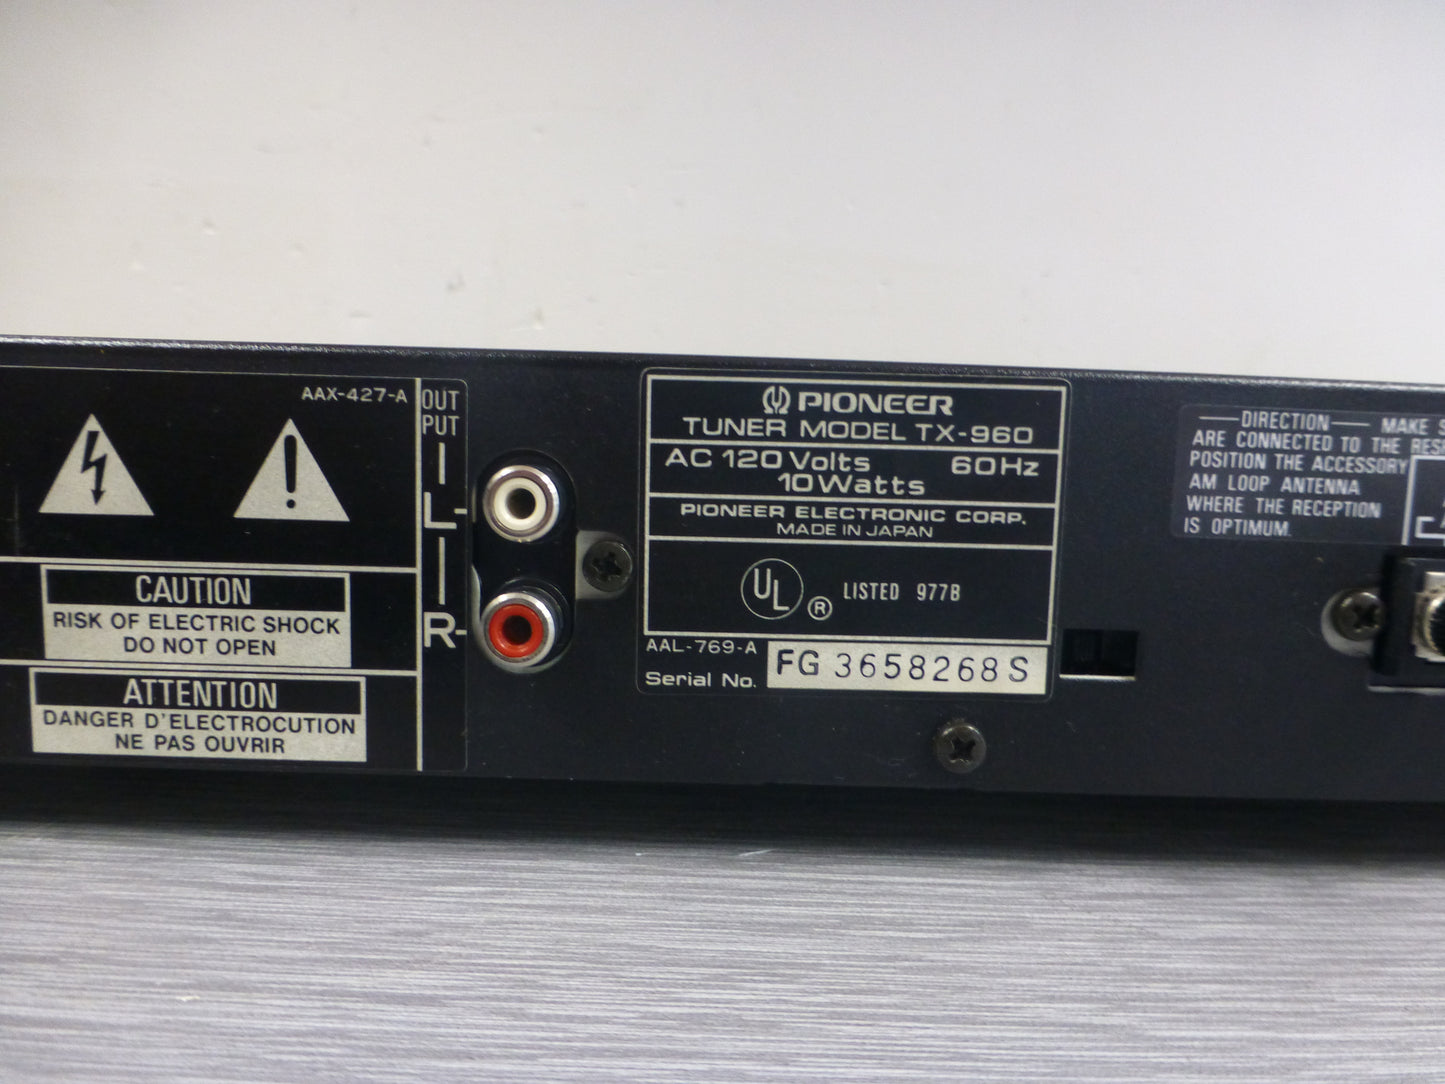 AAX-427-A
OUT
PUT
L
R
CAUTION
RISK OF ELECTRIC SHOCK
DO NOT OPEN
ATTENTION
DANGER D'ELECTROCUTION
NE PAS OUVRIR
PIONEER
TUNER MODEL TX-960
AC 120 Volts 60Hz
10 Watts
PIONEER ELECTRONIC CORP.
MADE IN JAPAN
UL ® LISTED 977B
AAL-769-A
Serial No. FG 3658268 S
DIRECTION MAKE
ARE CONNECTED TO THE
POSITION THE ACCESSORY
AM LOOP ANTENNA
WHERE THE RECEPTION
IS OPTIMUM.